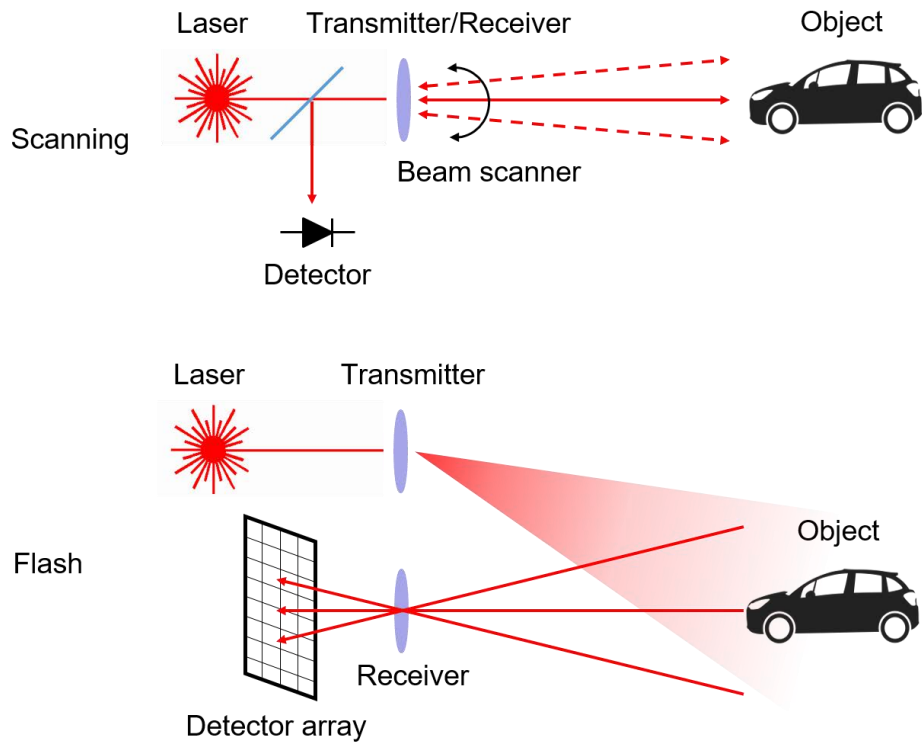 Laser
Transmitter/Receiver
Object
Scanning
Beam scanner
Detector
Laser
Transmitter
Object
Flash
Receiver
Detector array